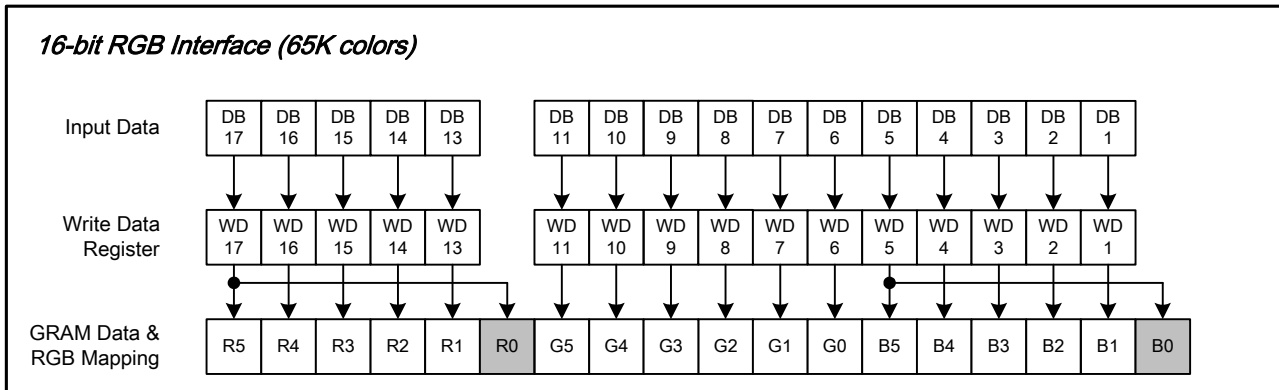 16-bit RGB Interface (65K colors)
Input Data
DB 17 DB 16 DB 15 DB 14 DB 13 DB 11 DB 10 DB 9 DB 8 DB 7 DB 6 DB 5 DB 4 DB 3 DB 2 DB 1
Write Data
Register
WD 17 WD 16 WD 15 WD 14 WD 13 WD 11 WD 10 WD 9 WD 8 WD 7 WD 6 WD 5 WD 4 WD 3 WD 2 WD 1
GRAM Data &
RGB Mapping
R5 R4 R3 R2 R1 R0 G5 G4 G3 G2 G1 G0 B5 B4 B3 B2 B1 B0